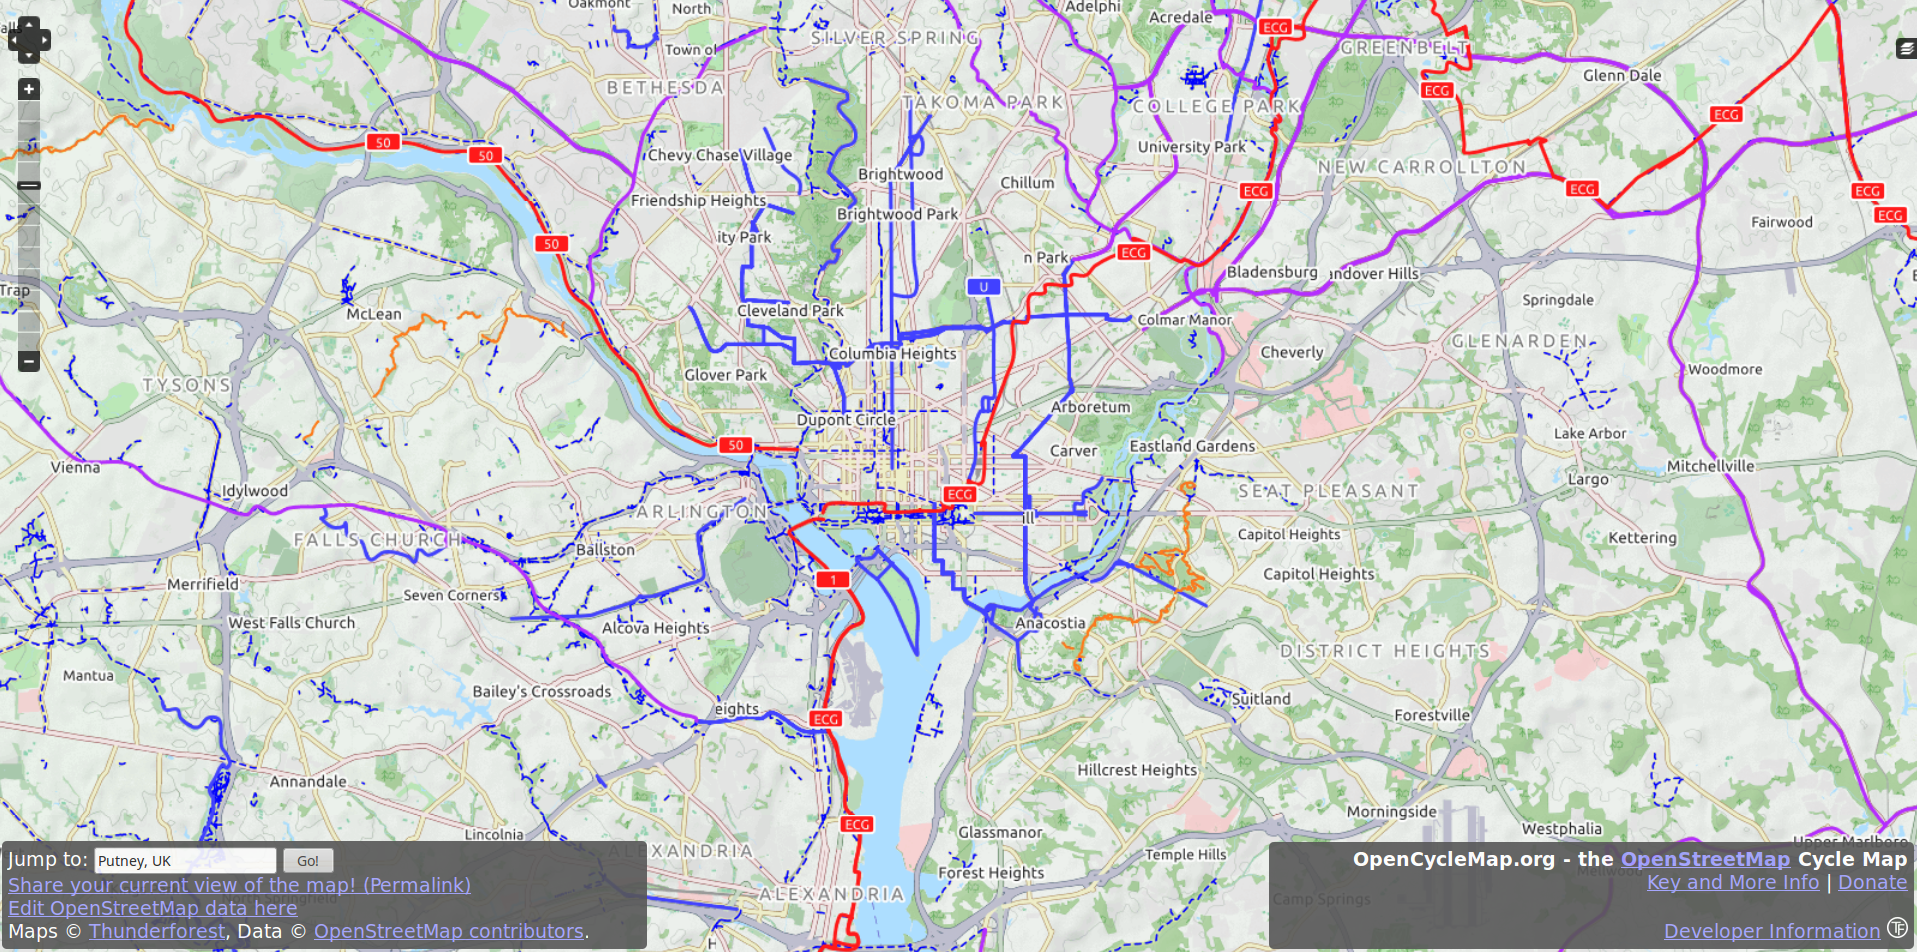 Oakmont
North
Adelphi
Acredale
ECG
SILVER SPRING
Town of
GREENBELT
BETHESDA
Glenn Dale
ECG
TAKOMA PARK
COLLEGE PARK
ECG
50
50
Chevy Chase Village
University Park
Brightwood
NEW CARROLLTON
Chillum
ECG
ECG
ECG
Friendship Heights
Brightwood Park
ECG
Fairwood
50
ity Park
ECG
n Park
Bladensburg
ndover Hills
Trap
U
McLean
Cleveland Park
Springdale
Colmar Manor
GLENARDEN
Columbia Heights
Cheverly
TYSONS
Glover Park
Woodmore
Arboretum
Dupont Circle
Lake Arbor
50
Carver
Eastland Gardens
Vienna
Mitchellville
Largo
Idylwood
ECG
SEAT PLEASANT
ARLINGTON
ill
FALLS CHURCH
Capitol Heights
Kettering
Ballston
Merrifield
1
Capitol Heights
Seven Corners
West Falls Church
Alcova Heights
Anacostia
DISTRICT HEIGHTS
Mantua
Bailey's Crossroads
Suitland
eights
ECG
Forestville
Annandale
Hillcrest Heights
Morningside
ECG
Lincolnia
Glassmanor
Westphalia
Upper Marlboro
ALEXANDRIA
Temple Hills
Forest Heights
ALEXANDRIA
Camp Springs
North Springfield
Jump to: Putney, UK Go!
Share your current view of the map! (Permalink)
Edit OpenStreetMap data here
Maps © Thunderforest, Data © OpenStreetMap contributors.
OpenCycleMap.org - the OpenStreetMap Cycle Map
Key and More Info | Donate
Developer Information